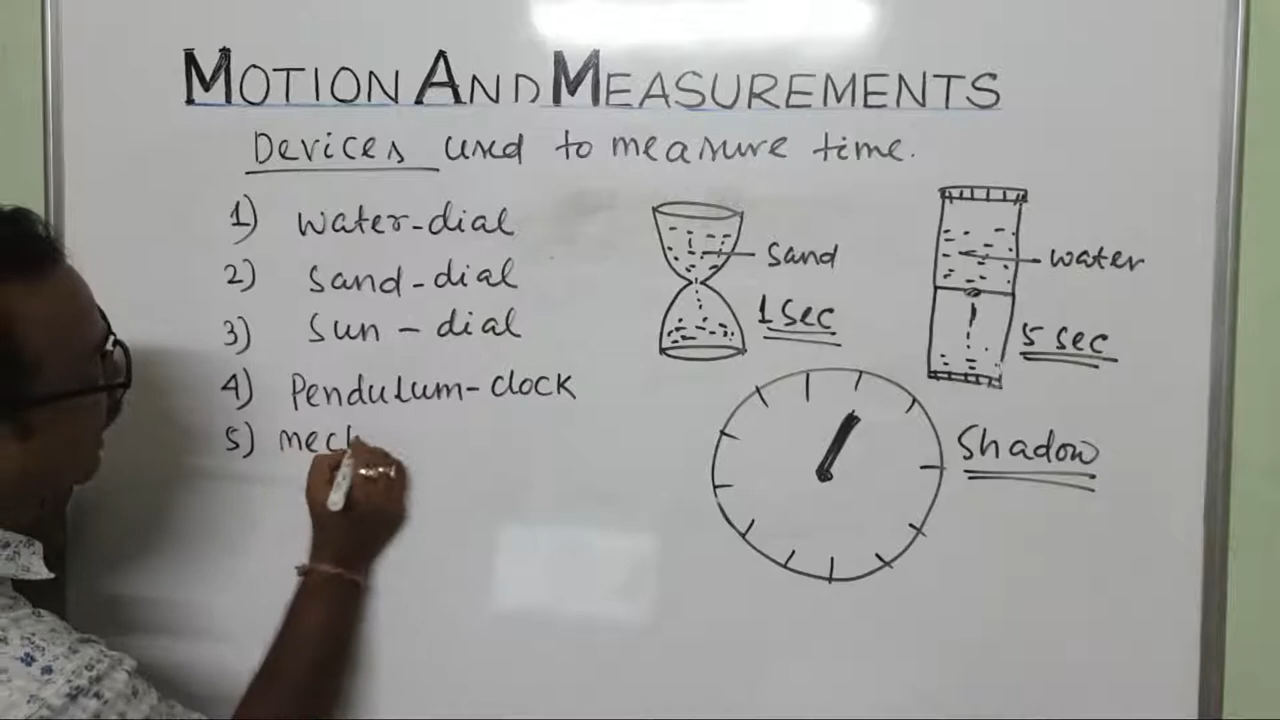 MOTION AND MEASUREMENTS
Devices used to measure time.
1) water-dial
2) Sand-dial
3) Sun-dial
4) Pendulum-clock
5) mech
Sand
1 Sec
water
5 sec
Shadow